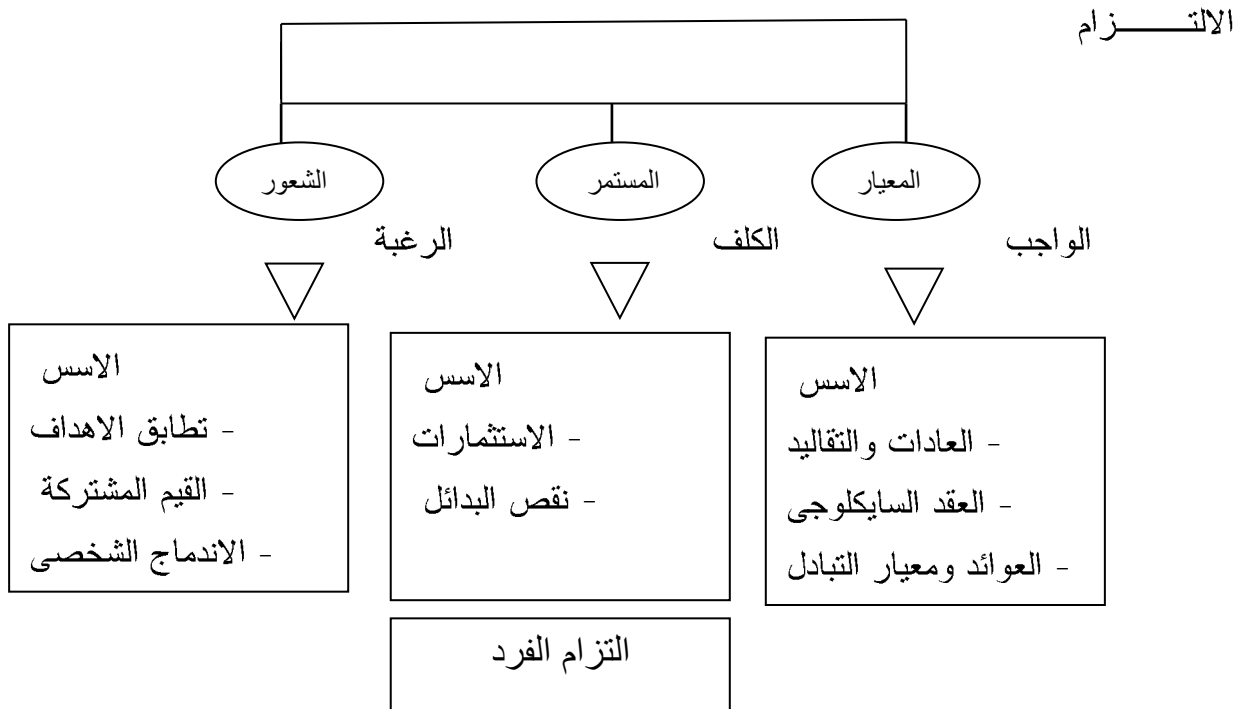 الالتـــــــزام
المعيار
المستمر
الشعور
الواجب
الكلف
الرغبة
الاسس
- العادات والتقاليد
- العقد السايكلوجى
- العوائد ومعيار التبادل
الاسس
- الاستثمارات
- نقص البدائل
الاسس
- تطابق الاهداف
- القيم المشتركة
- الاندماج الشخصى
التزام الفرد